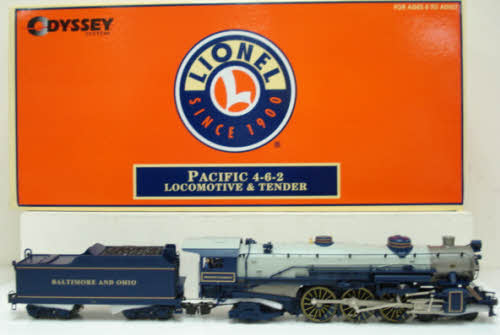 ODYSSEY
SYSTEM
FOR AGES 8 TO ADULT
LIONEL
L
SINCE 1900
®
PACIFIC 4-6-2
LOCOMOTIVE & TENDER
BALTIMORE AND OHIO